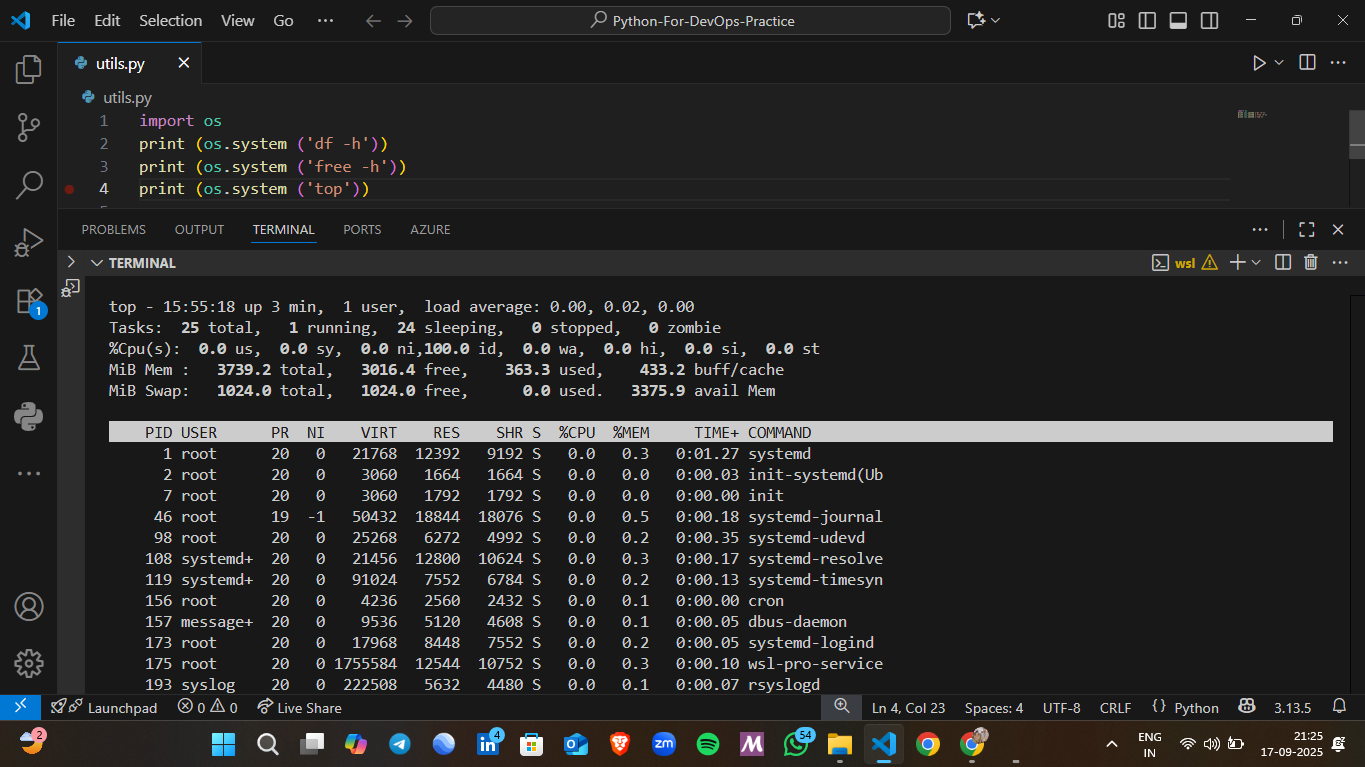 File Edit Selection View Go ··· Python-For-DevOps-Practice
utils.py
utils.py
1 import os
2 print (os.system ('df -h'))
3 print (os.system ('free -h'))
4 print (os.system ('top'))
PROBLEMS OUTPUT TERMINAL PORTS AZURE
TERMINAL wsl
top - 15:55:18 up 3 min,  1 user,  load average: 0.00, 0.02, 0.00
Tasks:  25 total,   1 running,  24 sleeping,   0 stopped,   0 zombie
%Cpu(s):  0.0 us,  0.0 sy,  0.0 ni,100.0 id,  0.0 wa,  0.0 hi,  0.0 si,  0.0 st
MiB Mem :   3739.2 total,   3016.4 free,    363.3 used,    433.2 buff/cache
MiB Swap:   1024.0 total,   1024.0 free,      0.0 used.   3375.9 avail Mem
PID USER      PR  NI    VIRT    RES    SHR S  %CPU  %MEM     TIME+ COMMAND
1 root      20   0   21768  12392   9192 S   0.0   0.3   0:01.27 systemd
2 root      20   0    3060   1664   1664 S   0.0   0.0   0:00.03 init-systemd(Ub
7 root      20   0    3060   1792   1792 S   0.0   0.0   0:00.00 init
46 root      19  -1   50432  18844  18076 S   0.0   0.5   0:00.18 systemd-journal
98 root      20   0   25268   6272   4992 S   0.0   0.2   0:00.35 systemd-udevd
108 systemd+  20   0   21456  12800  10624 S   0.0   0.3   0:00.17 systemd-resolve
119 systemd+  20   0   91024   7552   6784 S   0.0   0.2   0:00.13 systemd-timesyn
156 root      20   0    4236   2560   2432 S   0.0   0.1   0:00.00 cron
157 message+  20   0    9536   5120   4608 S   0.0   0.1   0:00.05 dbus-daemon
173 root      20   0   17968   8448   7552 S   0.0   0.2   0:00.05 systemd-logind
175 root      20   0 1755584  12544  10752 S   0.0   0.3   0:00.10 wsl-pro-service
193 syslog    20   0  222508   5632   4480 S   0.0   0.1   0:00.07 rsyslogd
1
Launchpad 0 0 Live Share Ln 4, Col 23 Spaces: 4 UTF-8 CRLF {} Python 3.13.5
2 4 zm M 54 ENG 21:25
IN 17-09-2025